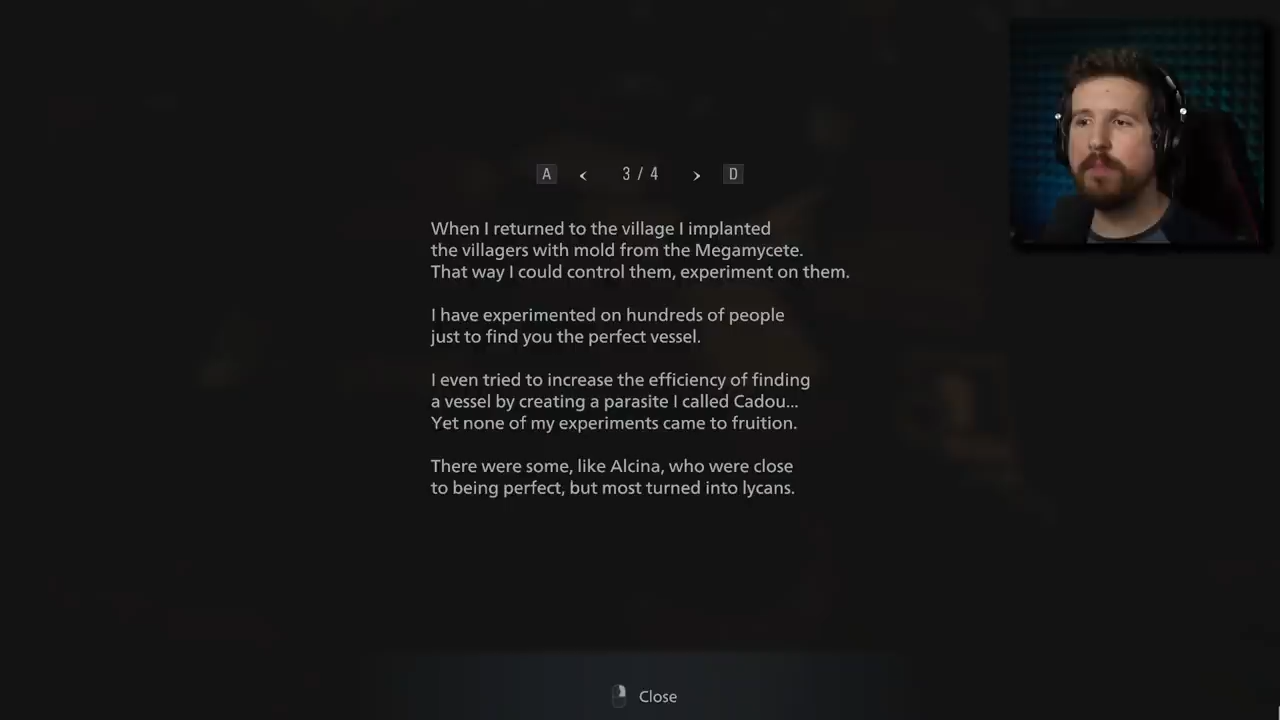 A < 3 / 4 > D
When I returned to the village I implanted
the villagers with mold from the Megamycete.
That way I could control them, experiment on them.
I have experimented on hundreds of people
just to find you the perfect vessel.
I even tried to increase the efficiency of finding
a vessel by creating a parasite I called Cadou...
Yet none of my experiments came to fruition.
There were some, like Alcina, who were close
to being perfect, but most turned into lycans.
Close